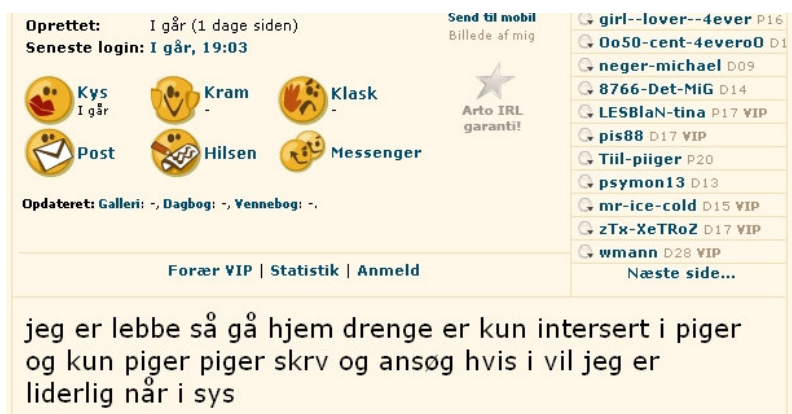 Oprettet: I går (1 dage siden)
Seneste login: I går, 19:03
Kys
I går
Kram
-
Klask
-
Post
Hilsen
Messenger
Opdateret: Galleri: -, Dagbog: -, Vennebog: -.
Send til mobil
Billede af mig
Arto IRL
garanti!
Forær VIP | Statistik | Anmeld
girl--lover--4ever P16
Oo50-cent-4everoO D1
neger-michael D09
8766-Det-MiG D14
LESBlaN-tina P17 VIP
pis88 D17 VIP
Tiil-piiger P20
psymon13 D13
mr-ice-cold D15 VIP
zTx-XeTRoZ D17 VIP
wmann D28 VIP
Næste side...
jeg er lebbe så gå hjem drenge er kun intersert i piger
og kun piger piger skrv og ansøg hvis i vil jeg er
liderlig når i sys